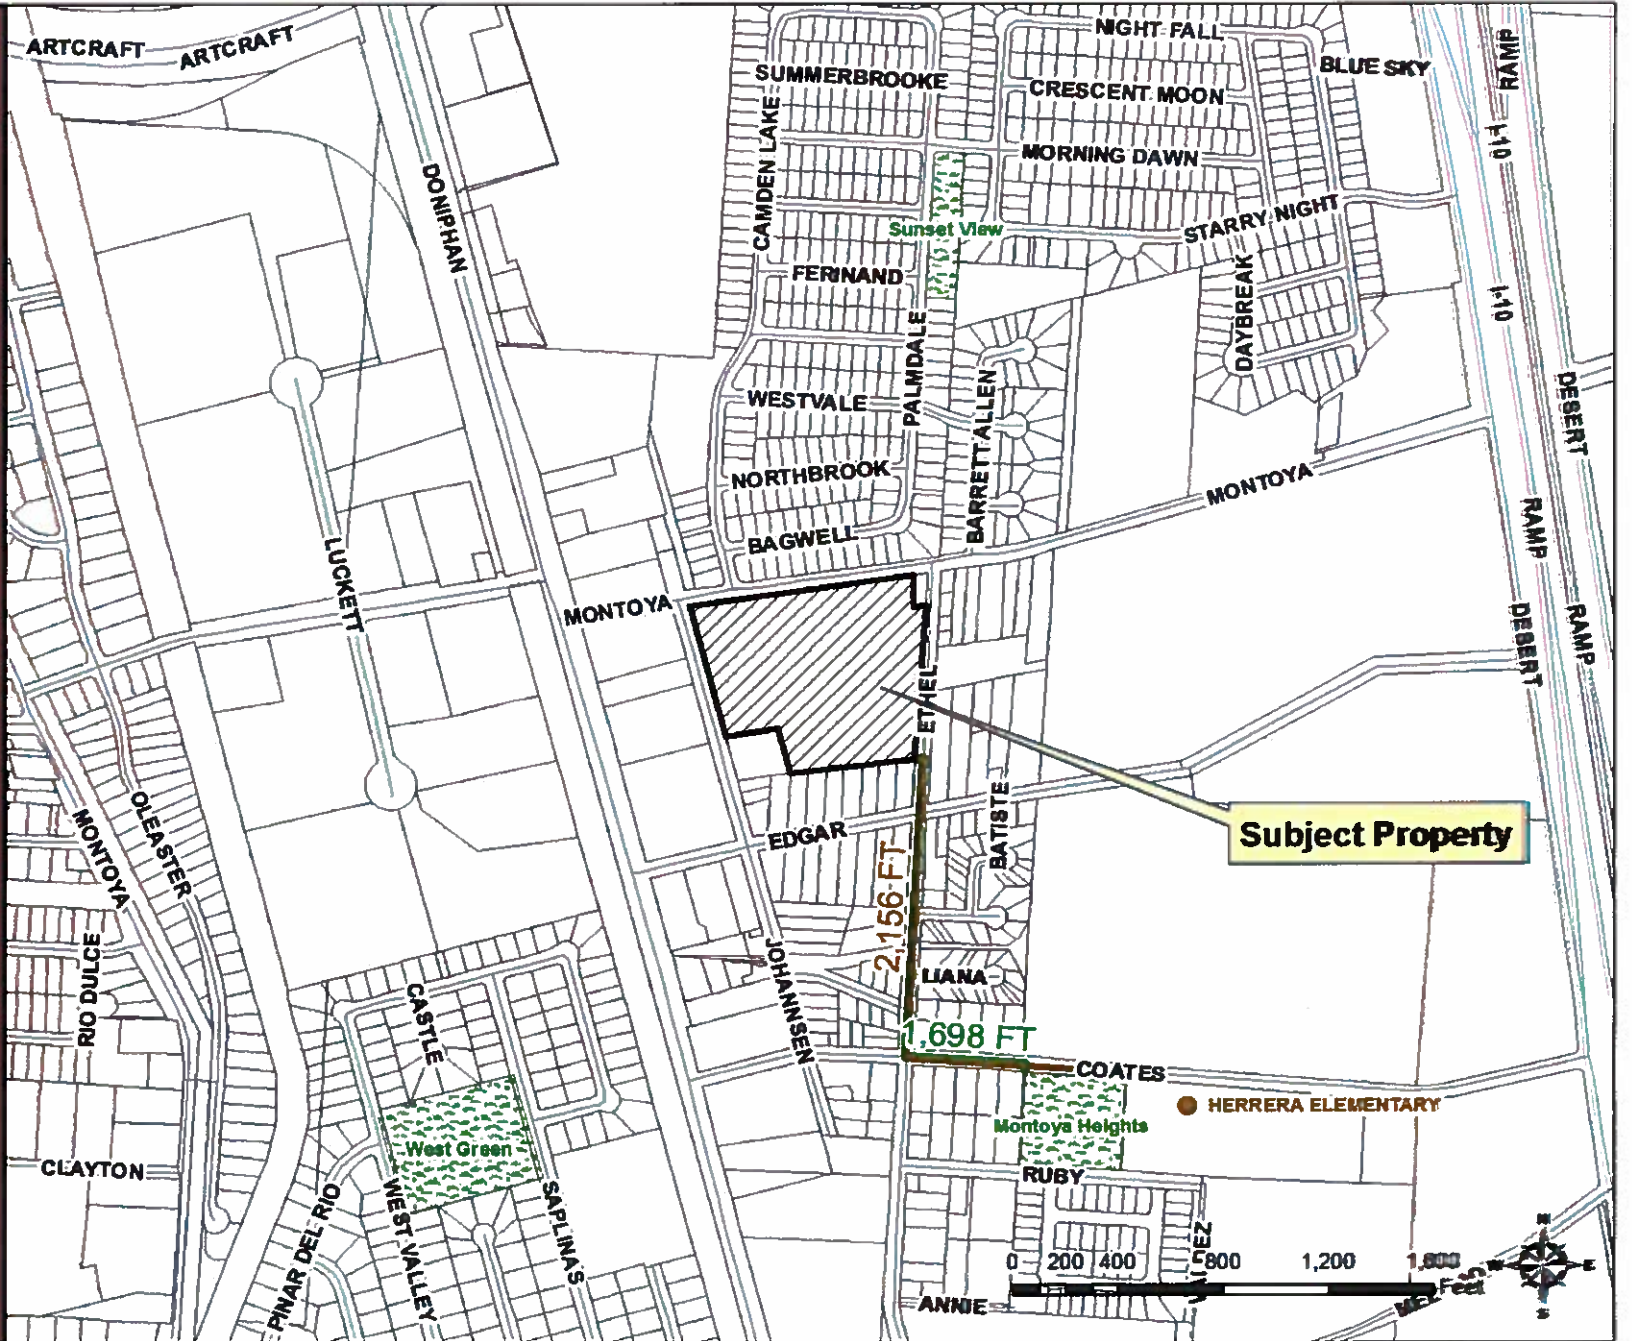 ARTCRAFT
ARTCRAFT
NIGHT FALL
BLUE SKY
RAMP
SUMMERBROOKE
CRESCENT MOON
I-10
MORNING DAWN
CAMDEN LAKE
DONIPHAN
Sunset View
STARRY NIGHT
FERINAND
DAYBREAK
I-10
PALMDALE
WESTVALE
BARRETT ALLEN
DESERT
NORTHBROOK
MONTOYA
BAGWELL
RAMP
LUCKETT
MONTOYA
DESERT
RAMP
ETHEL
Subject Property
MONTOYA
OLEASTER
EDGAR
BATISTE
2,156 FT
RIO DULCE
JOHANNSEN
LIANA
CASTLE
1,698 FT
COATES
HERRERA ELEMENTARY
Montoya Heights
West Green
CLAYTON
RUBY
PINAR DEL RIO
WEST VALLEY
SAPLINAS
ANNIE
0 200 400 800 1,200 1,600
Feet
N
W E
S